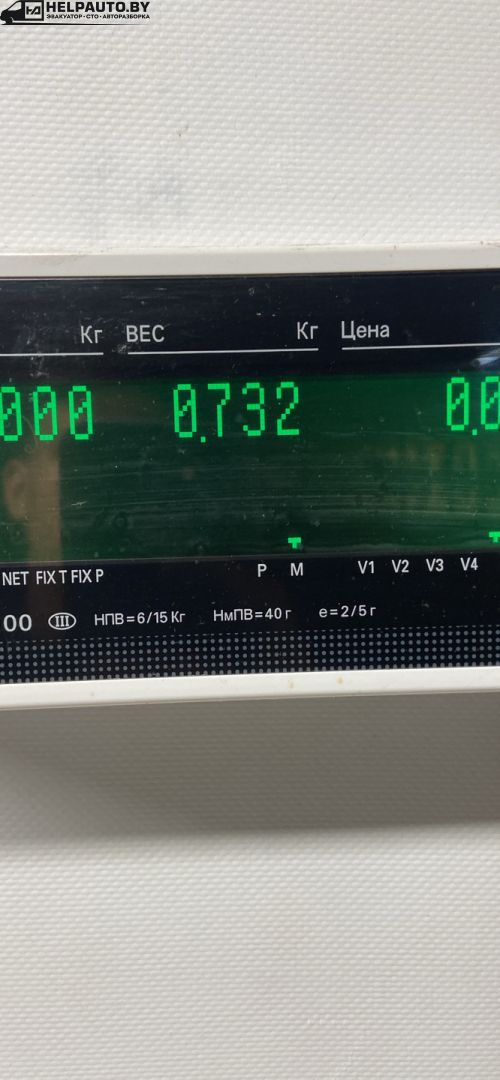 HELPAUTO.BY
ЭВАКУАТОР·СТО·АВТОРАЗБОРКА
Кг ВЕС Кг Цена
000 0.732 0.0
NET FIX T FIX P P M V1 V2 V3 V4
00 III НПВ=6/15 Кг НмПВ=40 г e=2/5 г